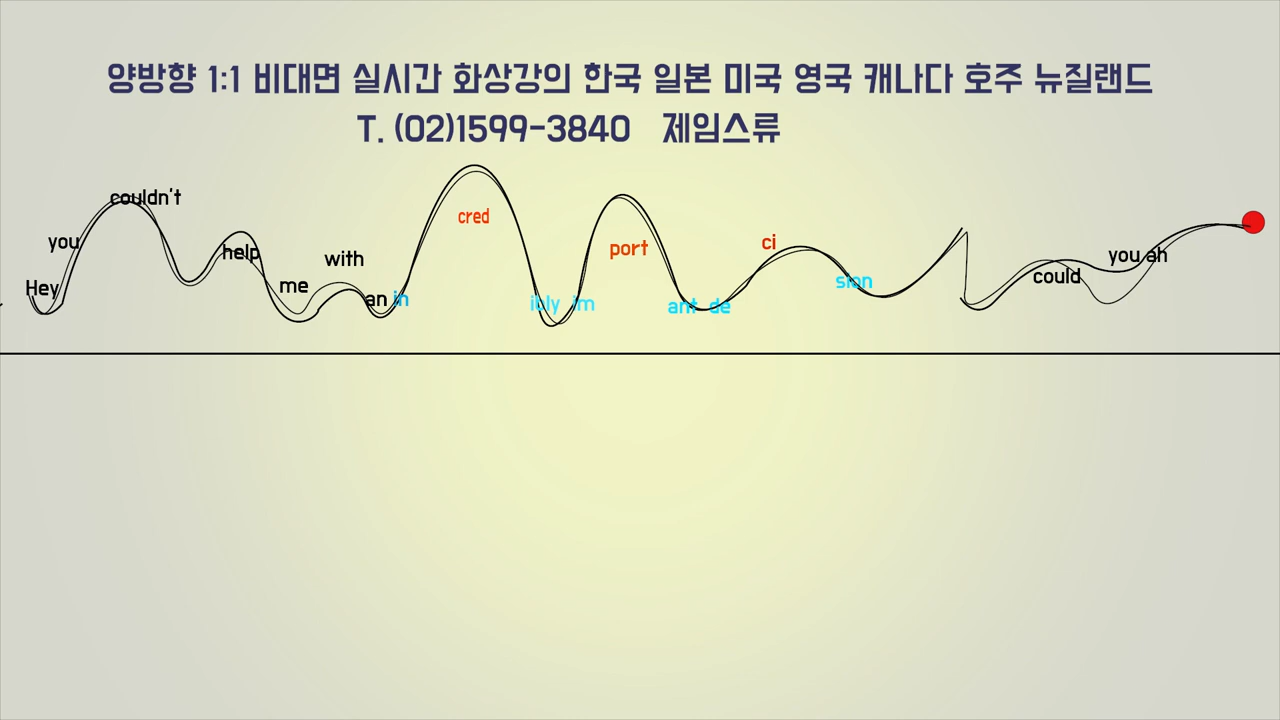 양방향 1:1 비대면 실시간 화상강의 한국 일본 미국 영국 캐나다 호주 뉴질랜드
T. (02)1599-3840 제임스류
Hey you couldn't help me with an in cred ibly im port ant de ci sion could you ah